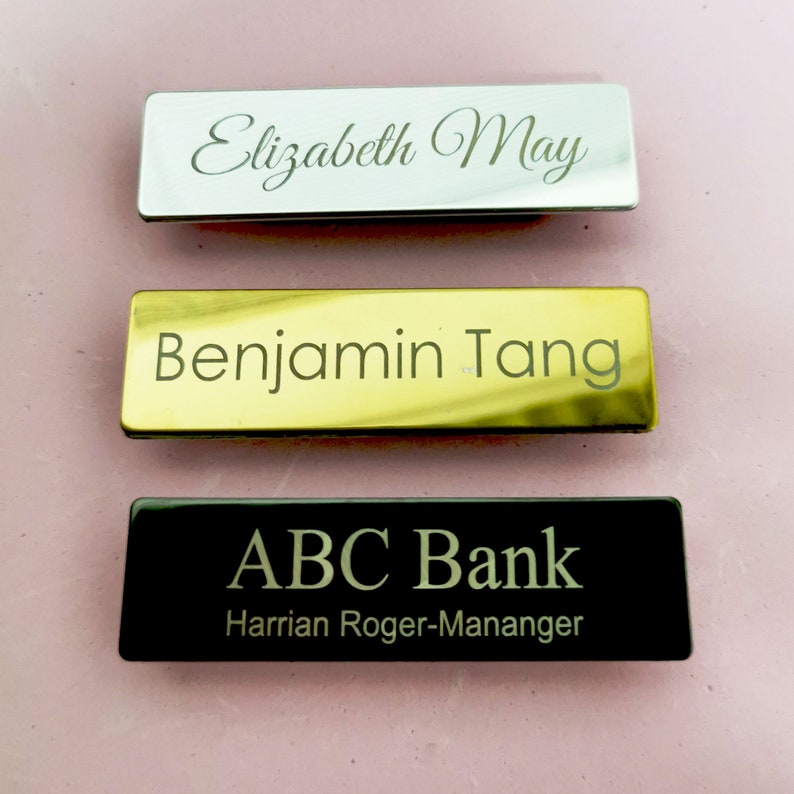 Elizabeth May
Benjamin Tang
ABC Bank
Harrian Roger-Mananger